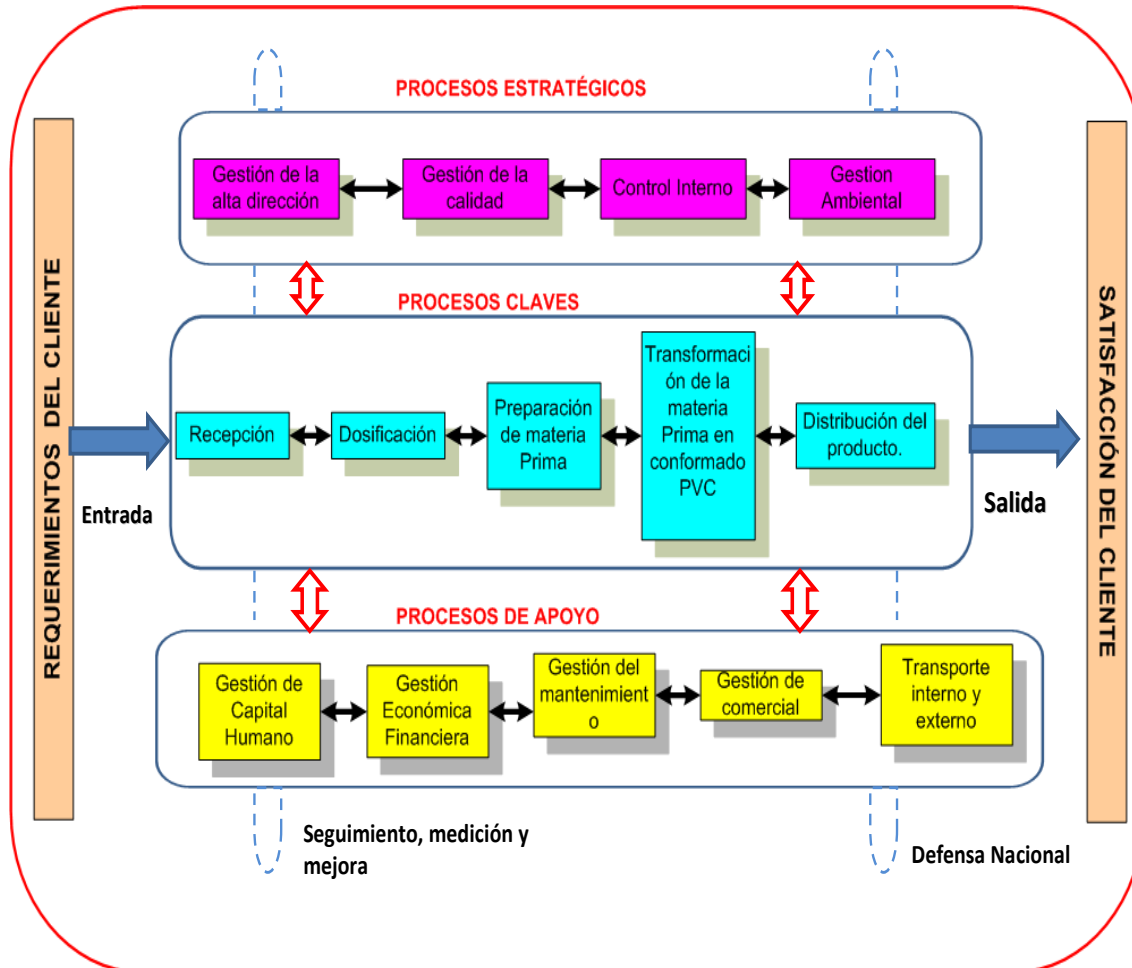 PROCESOS ESTRATÉGICOS
Gestión de la
alta dirección
Gestión de la
calidad
Control Interno
Gestion
Ambiental
REQUERIMIENTOS DEL CLIENTE
SATISFACCIÓN DEL CLIENTE
PROCESOS CLAVES
Recepción
Dosificación
Preparación
de materia
Prima
Transformaci
ón de la
materia
Prima en
conformado
PVC
Distribución del
producto.
Entrada
Salida
PROCESOS DE APOYO
Gestión de
Capital
Humano
Gestión
Económica
Financiera
Gestión del
mantenimient
o
Gestión de
comercial
Transporte
interno y
externo
Seguimiento, medición y
mejora
Defensa Nacional